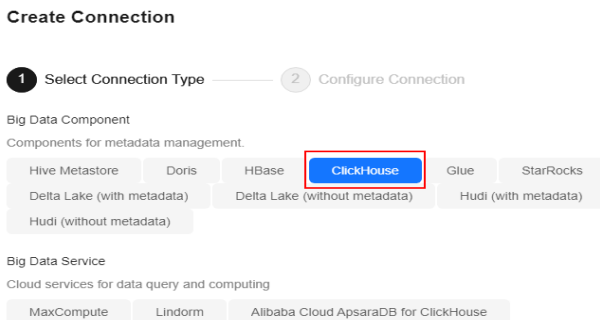 Create Connection
1 Select Connection Type 2 Configure Connection
Big Data Component
Components for metadata management.
Hive Metastore Doris HBase ClickHouse Glue StarRocks
Delta Lake (with metadata) Delta Lake (without metadata) Hudi (with metadata)
Hudi (without metadata)
Big Data Service
Cloud services for data query and computing
MaxCompute Lindorm Alibaba Cloud ApsaraDB for ClickHouse